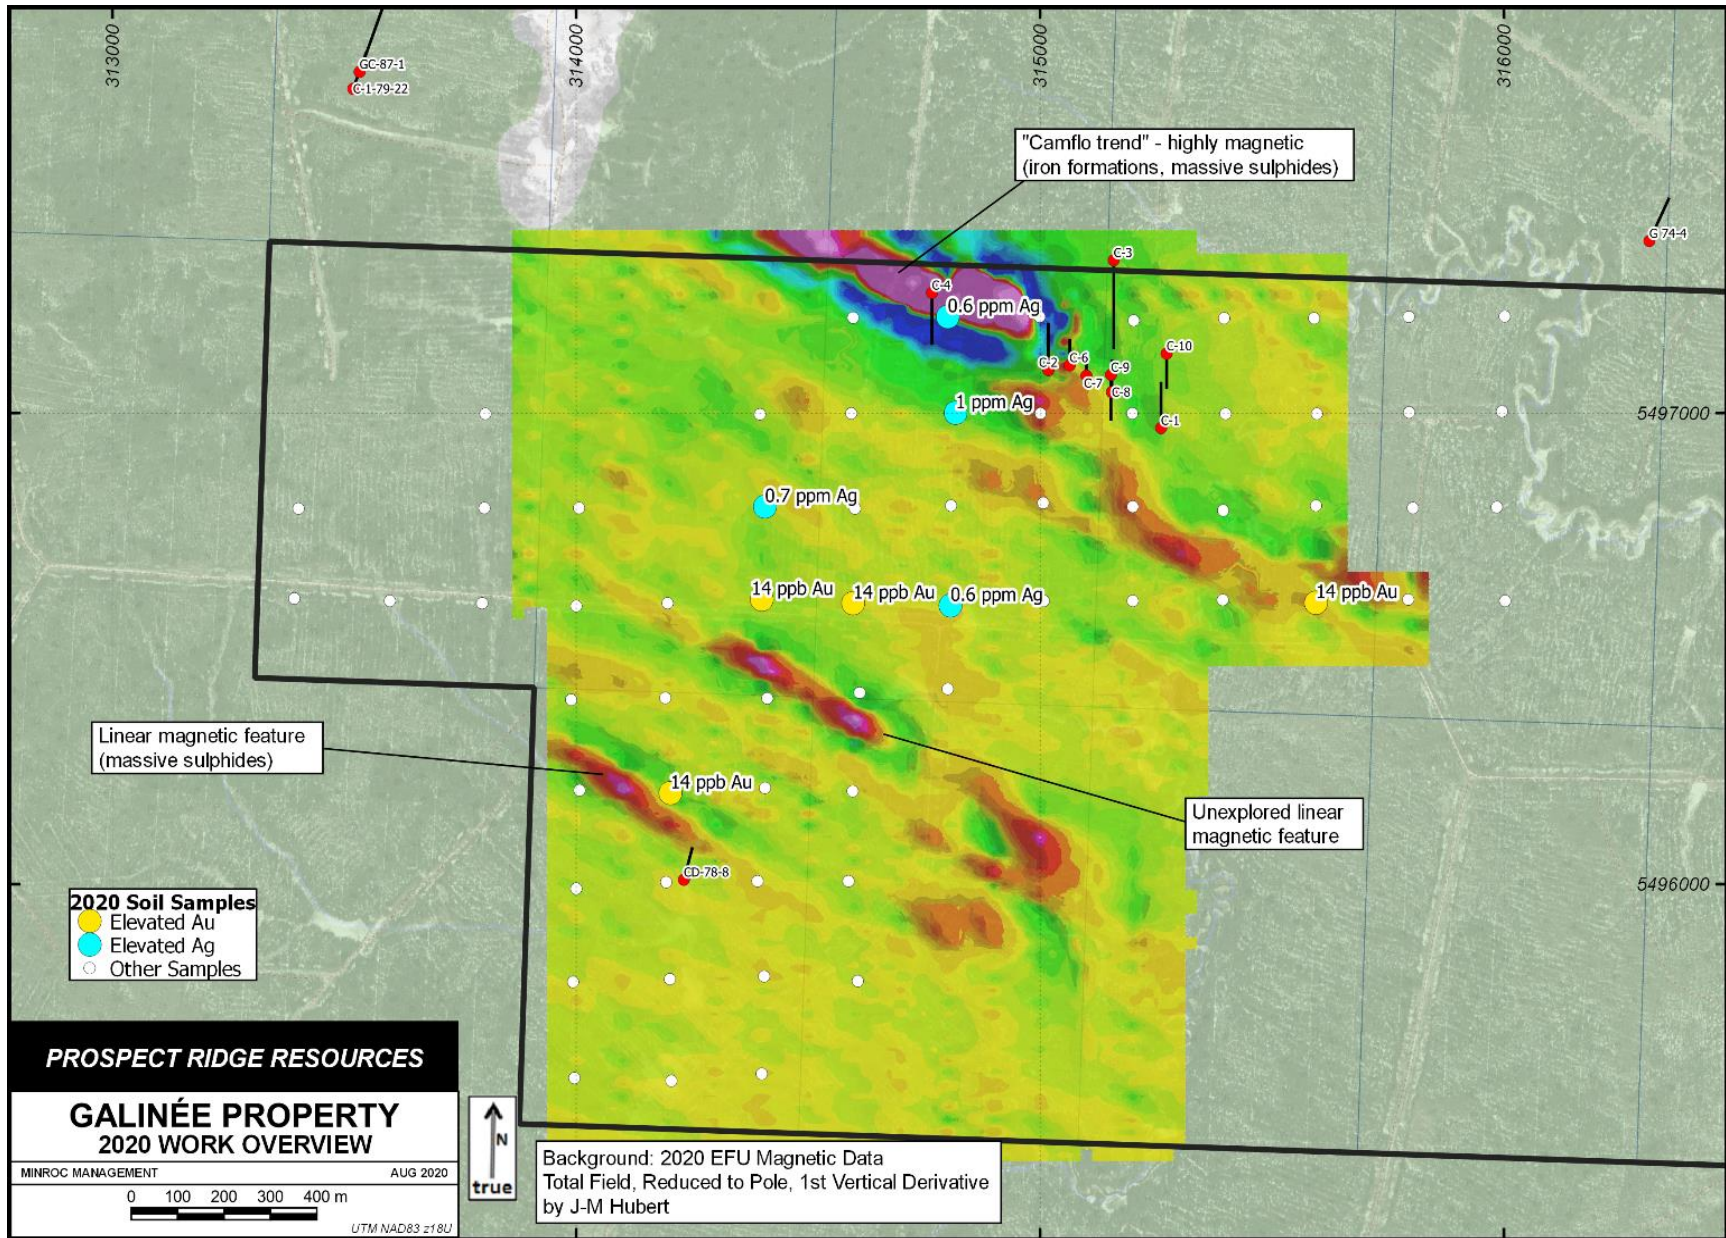 313000
314000
315000
316000
GC-87-1
C-1-79-22
"Camflo trend" - highly magnetic
(iron formations, massive sulphides)
G 74-4
C-3
C-4
0.6 ppm Ag
C-10
C-2
C-6
C-9
C-7
C-8
1 ppm Ag
C-1
5497000
0.7 ppm Ag
14 ppb Au
14 ppb Au
0.6 ppm Ag
14 ppb Au
Linear magnetic feature
(massive sulphides)
14 ppb Au
Unexplored linear
magnetic feature
CD-78-8
5496000
2020 Soil Samples
Elevated Au
Elevated Ag
Other Samples
PROSPECT RIDGE RESOURCES
GALINÉE PROPERTY
2020 WORK OVERVIEW
MINROC MANAGEMENT AUG 2020
0 100 200 300 400 m
UTM NAD83 z18U
N
true
Background: 2020 EFU Magnetic Data
Total Field, Reduced to Pole, 1st Vertical Derivative
by J-M Hubert